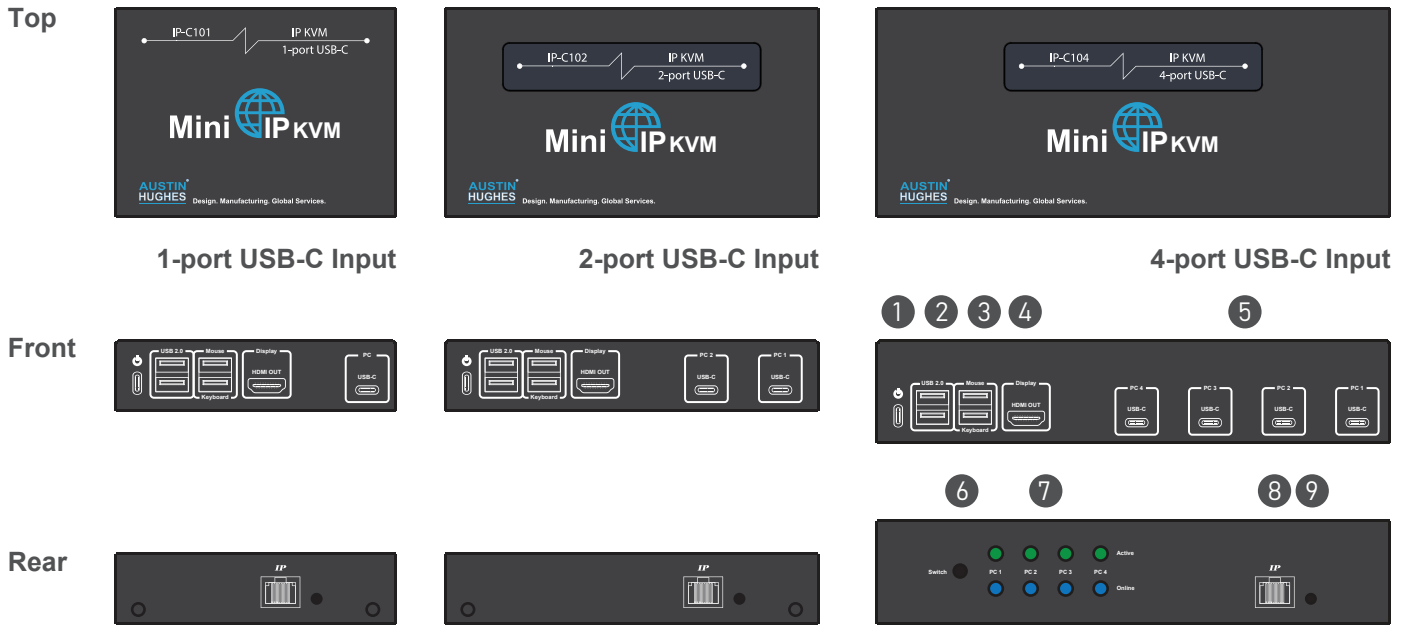 Top
IP-C101 IP KVM
1-port USB-C
Mini IP KVM
AUSTIN
HUGHES Design. Manufacturing. Global Services.
IP-C102 IP KVM
2-port USB-C
Mini IP KVM
AUSTIN
HUGHES Design. Manufacturing. Global Services.
IP-C104 IP KVM
4-port USB-C
Mini IP KVM
AUSTIN
HUGHES Design. Manufacturing. Global Services.
1-port USB-C Input
2-port USB-C Input
4-port USB-C Input
1 2 3 4 5
Front
USB 2.0 Mouse Display PC
HDMI OUT USB-C
Keyboard
USB 2.0 Mouse Display PC 2 PC 1
HDMI OUT USB-C USB-C
Keyboard
USB 2.0 Mouse Display PC 4 PC 3 PC 2 PC 1
HDMI OUT USB-C USB-C USB-C USB-C
Keyboard
6 7 8 9
Rear
IP
IP
Active
Switch PC 1 PC 2 PC 3 PC 4 IP
Online